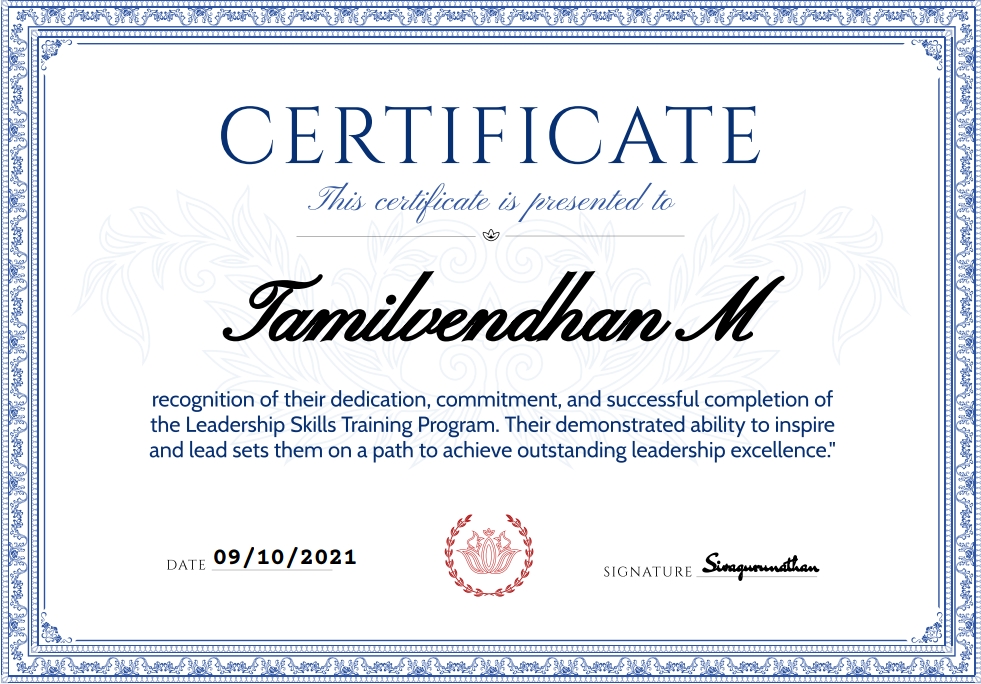 CERTIFICATE
This certificate is presented to
Tamilvendhan M
recognition of their dedication, commitment, and successful completion of
the Leadership Skills Training Program. Their demonstrated ability to inspire
and lead sets them on a path to achieve outstanding leadership excellence."
DATE 09/10/2021
SIGNATURE Sivagurunathan